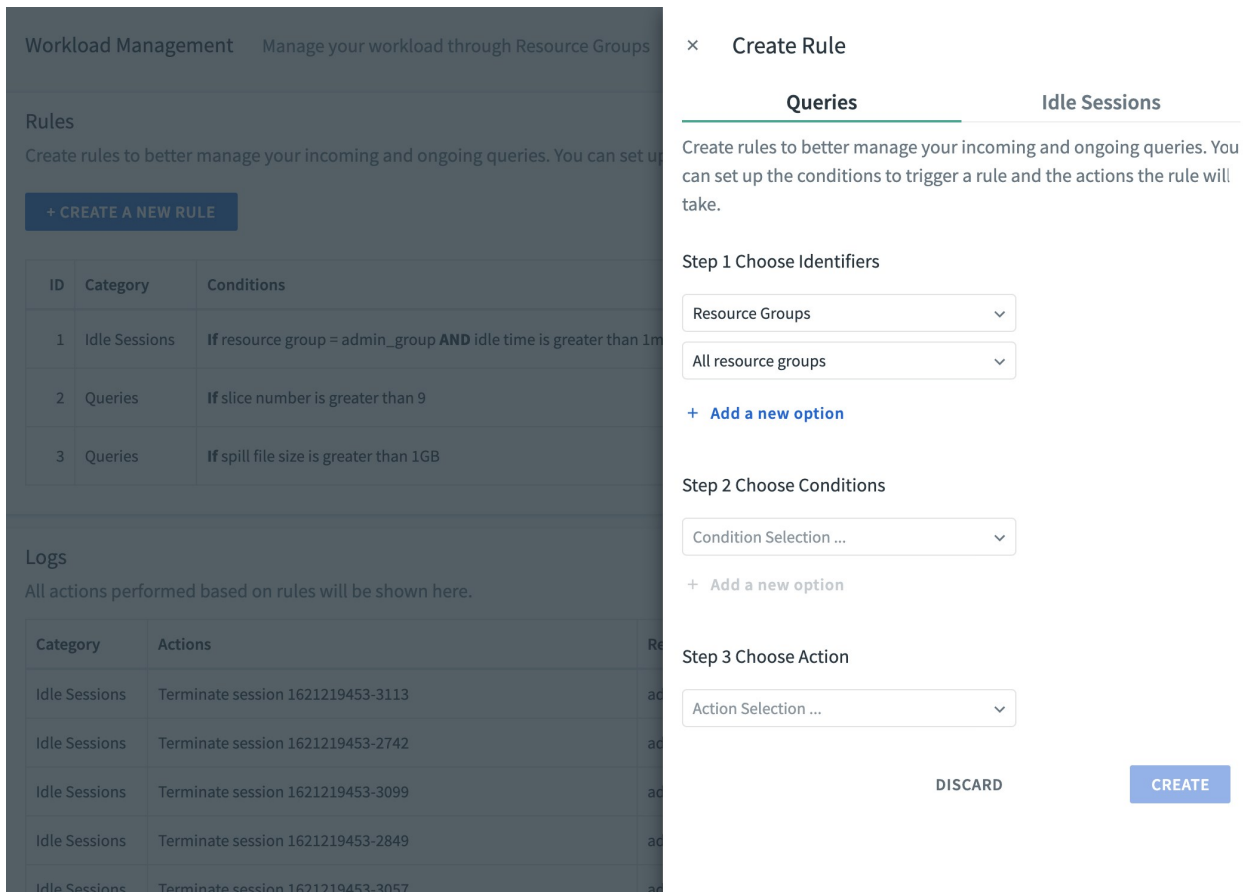 Workload Management Manage your workload through Resource Groups
Rules
Create rules to better manage your incoming and ongoing queries. You can set up
+ CREATE A NEW RULE
ID Category Conditions
1 Idle Sessions If resource group = admin_group AND idle time is greater than 1m
2 Queries If slice number is greater than 9
3 Queries If spill file size is greater than 1GB
Logs
All actions performed based on rules will be shown here.
Category Actions Re
Idle Sessions Terminate session 1621219453-3113 ad
Idle Sessions Terminate session 1621219453-2742 ad
Idle Sessions Terminate session 1621219453-3099 ad
Idle Sessions Terminate session 1621219453-2849 ad
Idle Sessions Terminate session 1621219453-3057 ad
× Create Rule
Queries Idle Sessions
Create rules to better manage your incoming and ongoing queries. You
can set up the conditions to trigger a rule and the actions the rule will
take.
Step 1 Choose Identifiers
Resource Groups
All resource groups
+ Add a new option
Step 2 Choose Conditions
Condition Selection ...
+ Add a new option
Step 3 Choose Action
Action Selection ...
DISCARD CREATE